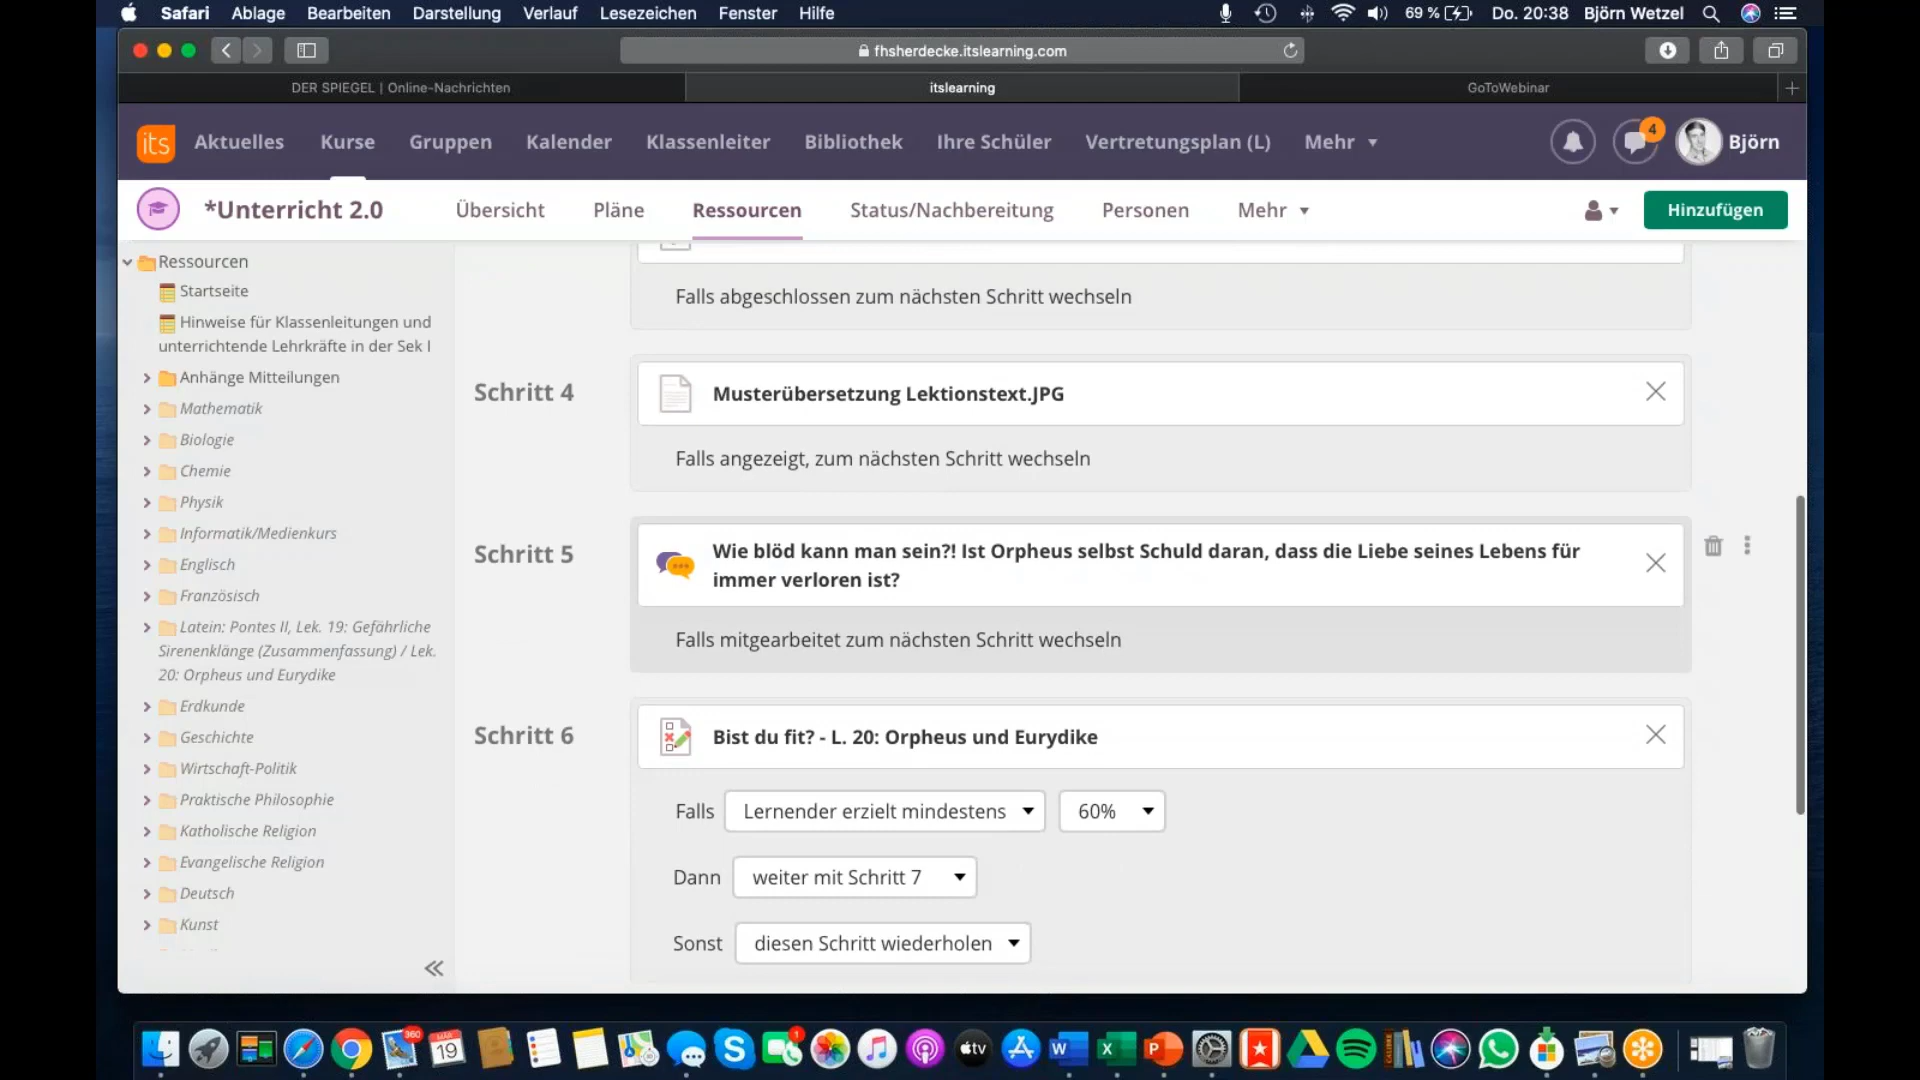 Safari Ablage Bearbeiten Darstellung Verlauf Lesezeichen Fenster Hilfe 69 % Do. 20:38 Björn Wetzel
fhsherdecke.itslearning.com
DER SPIEGEL | Online-Nachrichten itslearning GoToWebinar
its Aktuelles Kurse Gruppen Kalender Klassenleiter Bibliothek Ihre Schüler Vertretungsplan (L) Mehr 4 Björn
*Unterricht 2.0 Übersicht Pläne Ressourcen Status/Nachbereitung Personen Mehr Hinzufügen
Ressourcen
Startseite
Hinweise für Klassenleitungen und
unterrichtende Lehrkräfte in der Sek I
Anhänge Mitteilungen
Mathematik
Biologie
Chemie
Physik
Informatik/Medienkurs
Englisch
Französisch
Latein: Pontes II, Lek. 19: Gefährliche
Sirenenklänge (Zusammenfassung) / Lek.
20: Orpheus und Eurydike
Erdkunde
Geschichte
Wirtschaft-Politik
Praktische Philosophie
Katholische Religion
Evangelische Religion
Deutsch
Kunst
Falls abgeschlossen zum nächsten Schritt wechseln
Schritt 4 Musterübersetzung Lektionstext.JPG
Falls angezeigt, zum nächsten Schritt wechseln
Schritt 5 Wie blöd kann man sein?! Ist Orpheus selbst Schuld daran, dass die Liebe seines Lebens für
immer verloren ist?
Falls mitgearbeitet zum nächsten Schritt wechseln
Schritt 6 Bist du fit? - L. 20: Orpheus und Eurydike
Falls Lernender erzielt mindestens 60%
Dann weiter mit Schritt 7
Sonst diesen Schritt wiederholen
360 19 1 tv W X P